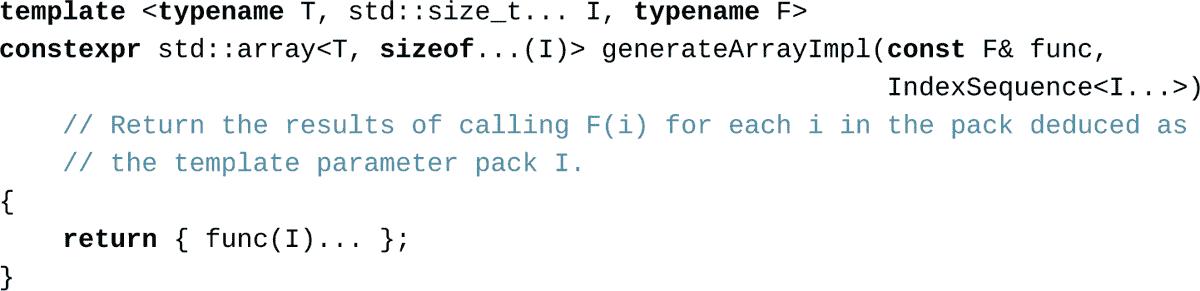 template <typename T, std::size_t... I, typename F>
constexpr std::array<T, sizeof...(I)> generateArrayImpl(const F& func,
                                                        IndexSequence<I...>)
    // Return the results of calling F(i) for each i in the pack deduced as
    // the template parameter pack I.
{
    return { func(I)... };
}